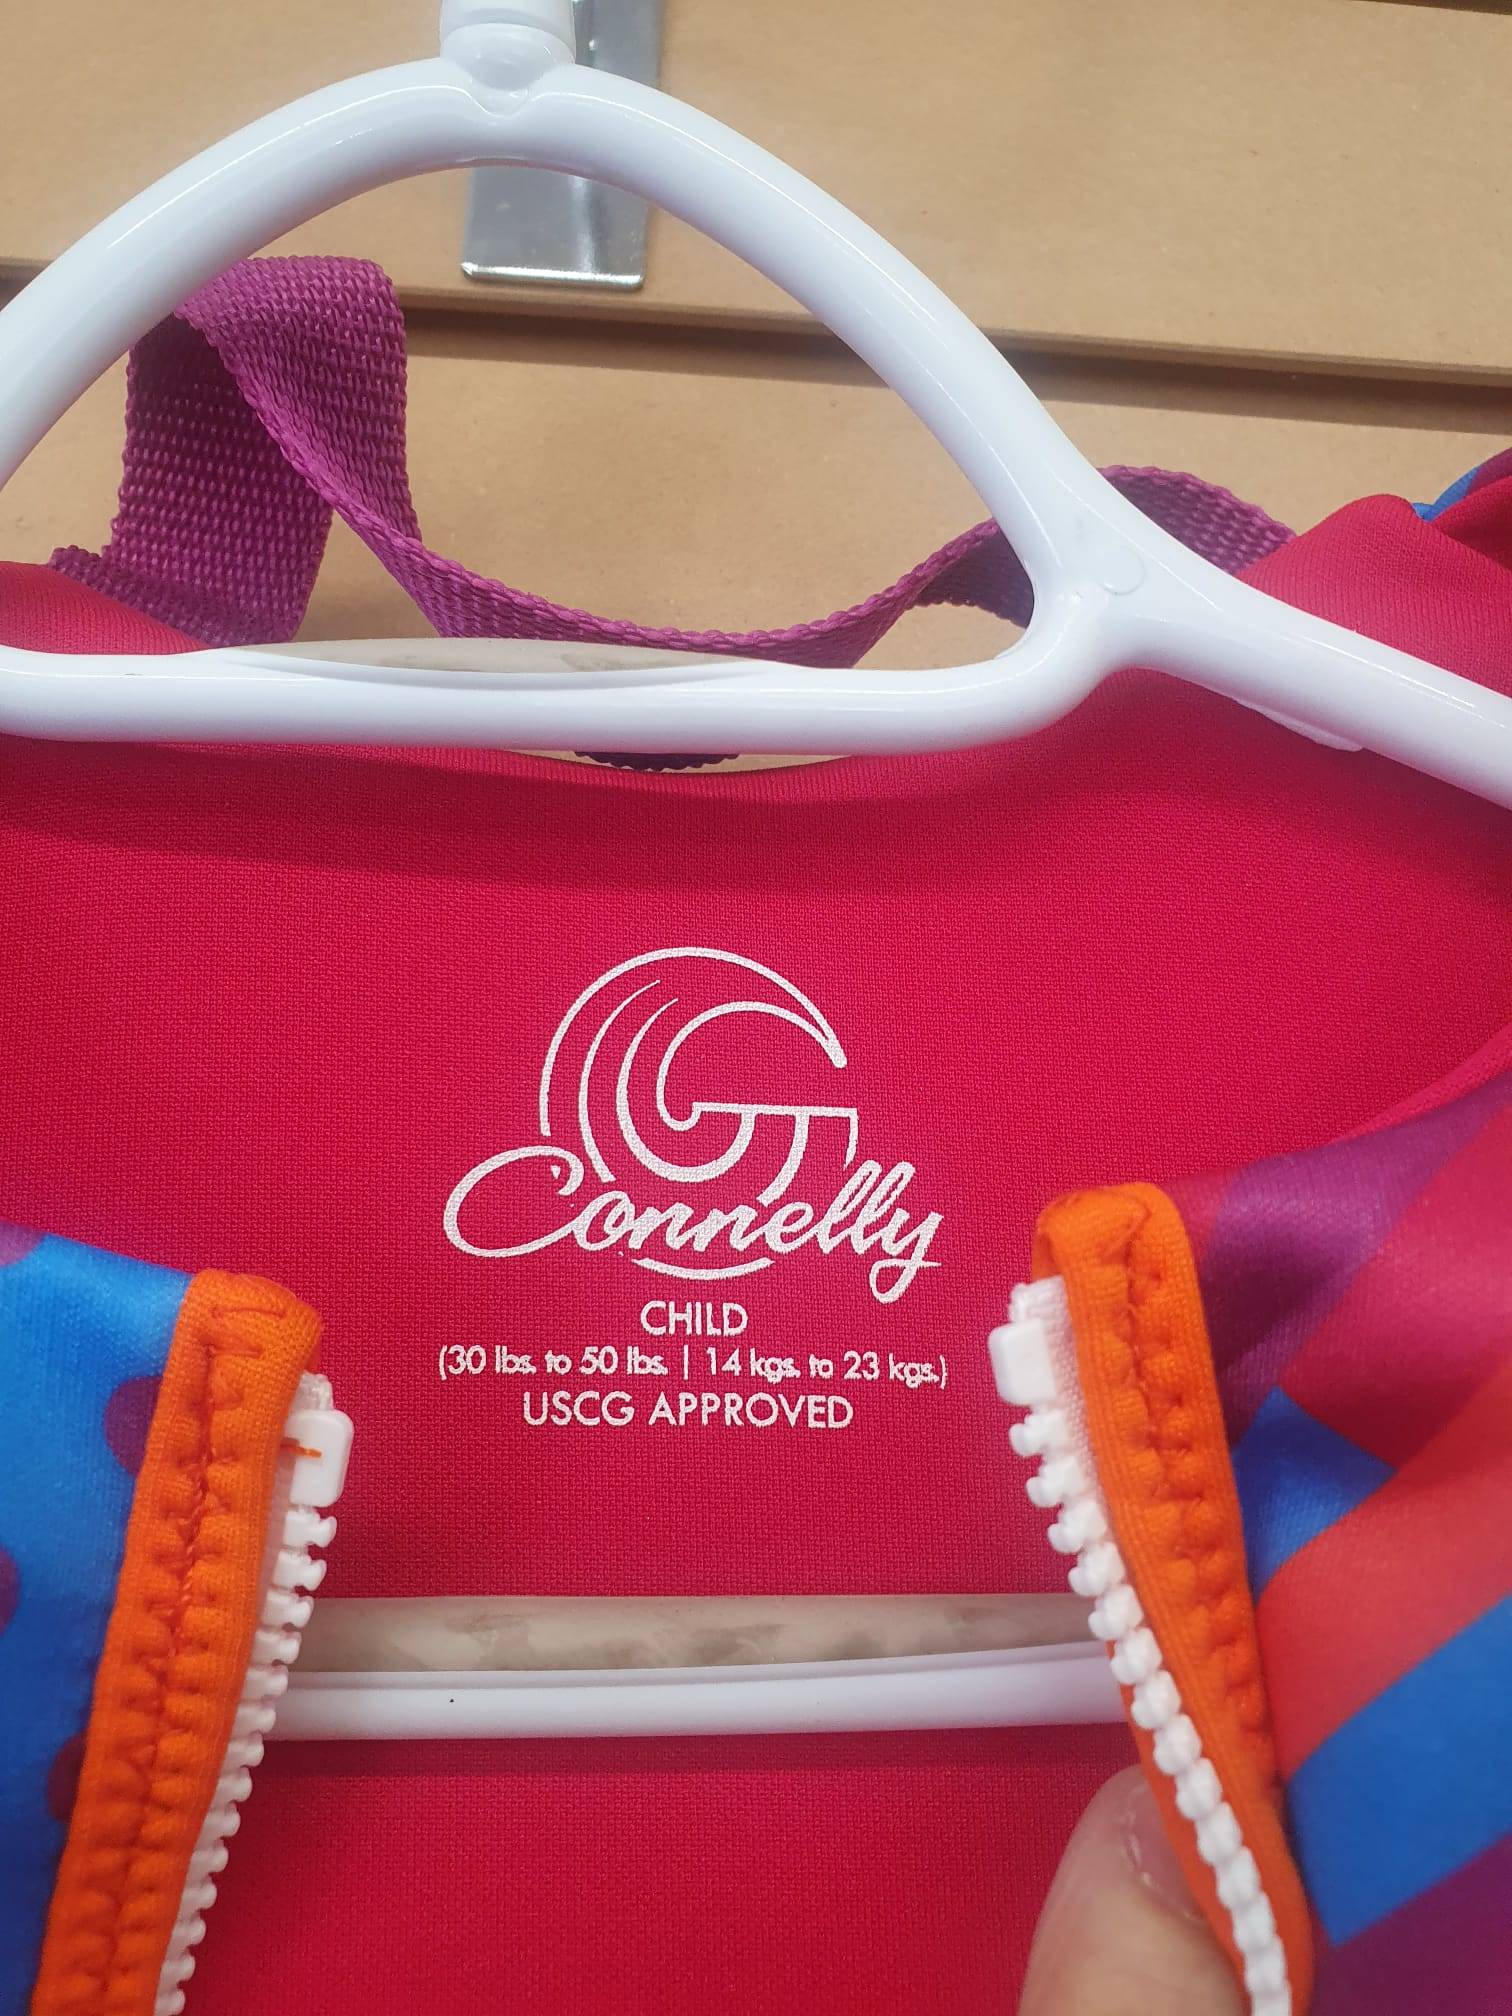 Connelly
CHILD
(30 lbs. to 50 lbs. | 14 kgs. to 23 kgs.)
USCG APPROVED